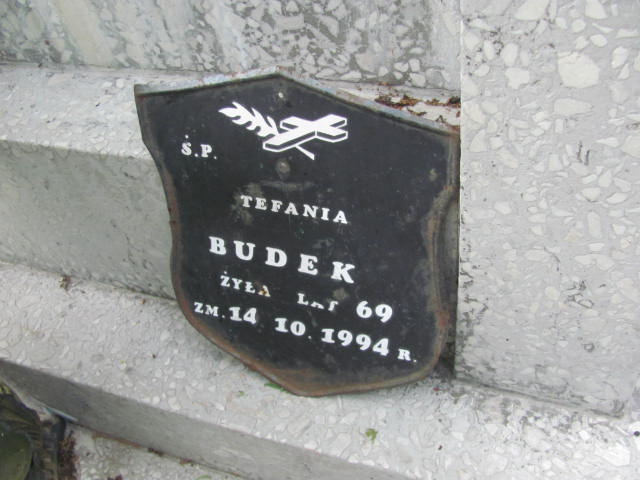 Ś.P.
TEFANIA
BUDEK
ŻYŁA LAT 69
ZM. 14 10. 1994 R.